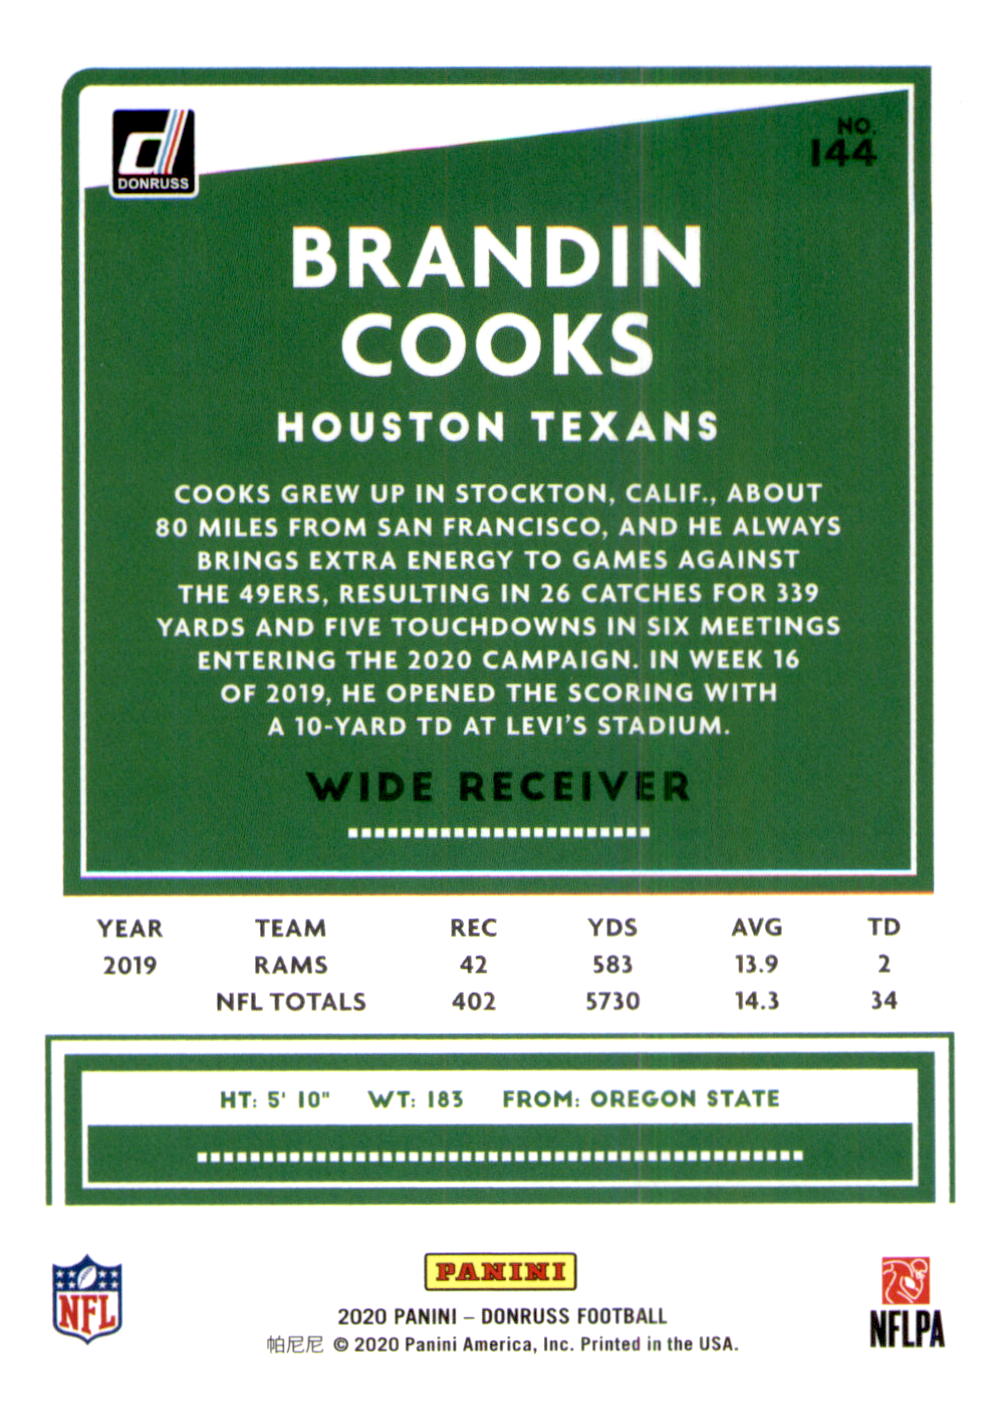 DONRUSS
NO.
144
BRANDIN
COOKS
HOUSTON TEXANS
COOKS GREW UP IN STOCKTON, CALIF., ABOUT
80 MILES FROM SAN FRANCISCO, AND HE ALWAYS
BRINGS EXTRA ENERGY TO GAMES AGAINST
THE 49ERS, RESULTING IN 26 CATCHES FOR 339
YARDS AND FIVE TOUCHDOWNS IN SIX MEETINGS
ENTERING THE 2020 CAMPAIGN. IN WEEK 16
OF 2019, HE OPENED THE SCORING WITH
A 10-YARD TD AT LEVI'S STADIUM.
WIDE RECEIVER
YEAR TEAM REC YDS AVG TD
2019 RAMS 42 583 13.9 2
NFL TOTALS 402 5730 14.3 34
HT: 5' 10" WT: 183 FROM: OREGON STATE
NFL
PANINI
NFLPA
2020 PANINI – DONRUSS FOOTBALL
帕尼尼 © 2020 Panini America, Inc. Printed in the USA.